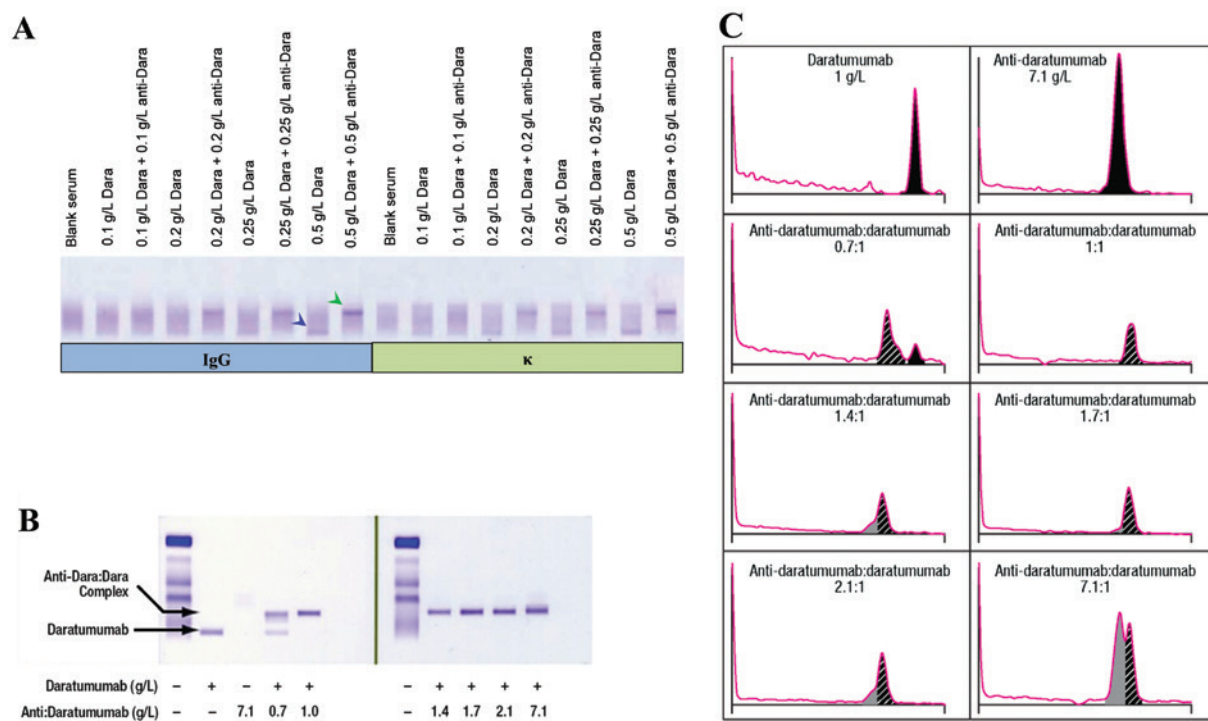 A
Blank serum
0.1 g/L Dara
0.1 g/L Dara + 0.1 g/L anti-Dara
0.2 g/L Dara
0.2 g/L Dara + 0.2 g/L anti-Dara
0.25 g/L Dara
0.25 g/L Dara + 0.25 g/L anti-Dara
0.5 g/L Dara
0.5 g/L Dara + 0.5 g/L anti-Dara
Blank serum
0.1 g/L Dara
0.1 g/L Dara + 0.1 g/L anti-Dara
0.2 g/L Dara
0.2 g/L Dara + 0.2 g/L anti-Dara
0.25 g/L Dara
0.25 g/L Dara + 0.25 g/L anti-Dara
0.5 g/L Dara
0.5 g/L Dara + 0.5 g/L anti-Dara
IgG κ
B
Anti-Dara:Dara
Complex
Daratumumab
Daratumumab (g/L) – + – + + – + + + +
Anti:Daratumumab (g/L) – – 7.1 0.7 1.0 – 1.4 1.7 2.1 7.1
C
Daratumumab
1 g/L
Anti-daratumumab
7.1 g/L
Anti-daratumumab:daratumumab
0.7:1
Anti-daratumumab:daratumumab
1:1
Anti-daratumumab:daratumumab
1.4:1
Anti-daratumumab:daratumumab
1.7:1
Anti-daratumumab:daratumumab
2.1:1
Anti-daratumumab:daratumumab
7.1:1